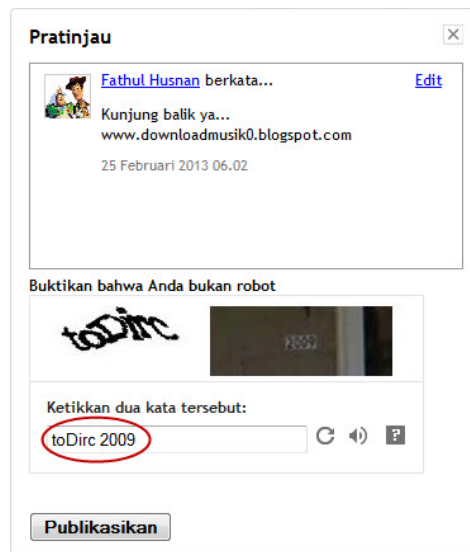 Pratinjau
Fathul Husnan berkata...
Edit
Kunjung balik ya...
www.downloadmusik0.blogspot.com
25 Februari 2013 06.02
Buktikan bahwa Anda bukan robot
toDirc
2009
Ketikkan dua kata tersebut:
toDirc 2009
?
Publikasikan